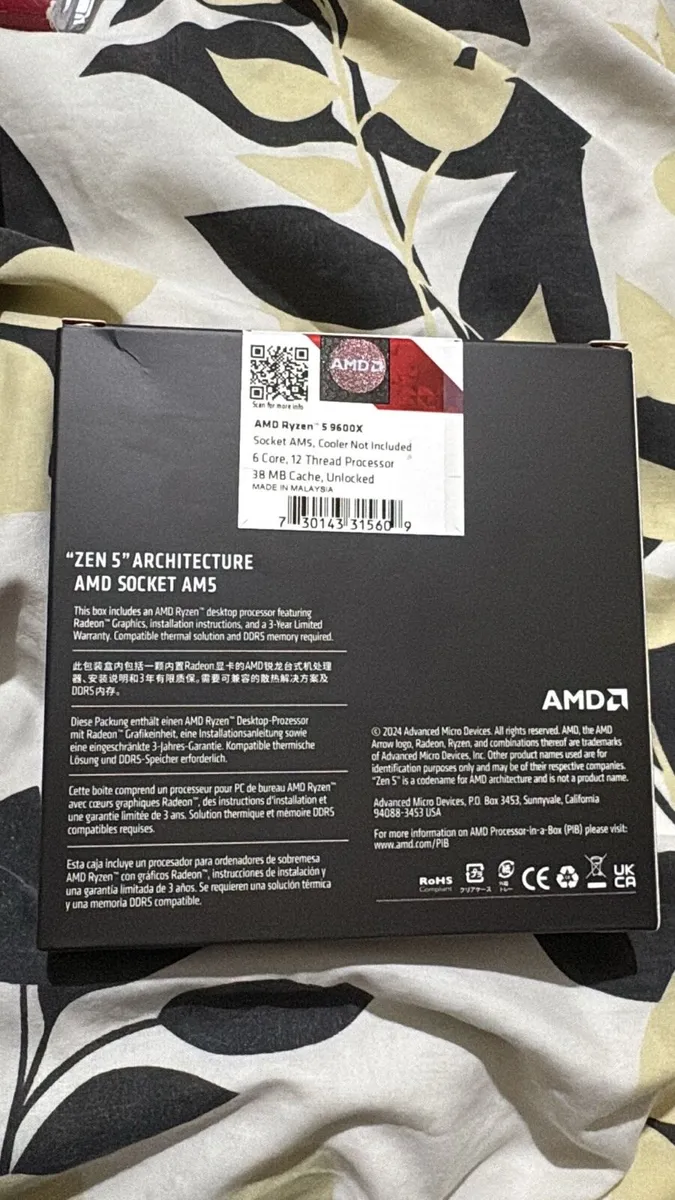 AMD
Scan for more info
AMD Ryzen™ 5 9600X
Socket AM5, Cooler Not Included
6 Core, 12 Thread Processor
38 MB Cache, Unlocked
MADE IN MALAYSIA
7 30143 31560 9
“ZEN 5” ARCHITECTURE
AMD SOCKET AM5
This box includes an AMD Ryzen™ desktop processor featuring
Radeon™ Graphics, installation instructions, and a 3-Year Limited
Warranty. Compatible thermal solution and DDR5 memory required.
此包装盒内包括一颗内置Radeon显卡的AMD锐龙台式机处理
器、安装说明和3年有限质保。需要可兼容的散热解决方案及
DDR5内存。
Diese Packung enthält einen AMD Ryzen™ Desktop-Prozessor
mit Radeon™ Grafikeinheit, eine Installationsanleitung sowie
eine eingeschränkte 3-Jahres-Garantie. Kompatible thermische
Lösung und DDR5-Speicher erforderlich.
Cette boite comprend un processeur pour PC de bureau AMD Ryzen™
avec cœurs graphiques Radeon™, des instructions d'installation et
une garantie limitée de 3 ans. Solution thermique et mémoire DDR5
compatibles requises.
Esta caja incluye un procesador para ordenadores de sobremesa
AMD Ryzen™ con gráficos Radeon™, instrucciones de instalación y
una garantía limitada de 3 años. Se requieren una solución térmica
y una memoria DDR5 compatible.
AMD
© 2024 Advanced Micro Devices. All rights reserved. AMD, the AMD
Arrow logo, Radeon, Ryzen, and combinations thereof are trademarks
of Advanced Micro Devices, Inc. Other product names used are for
identification purposes only and may be of their respective companies.
“Zen 5” is a codename for AMD architecture and is not a product name.
Advanced Micro Devices, P.O. Box 3453, Sunnyvale, California
94088-3453 USA
For more information on AMD Processor-in-a-Box (PIB) please visit:
www.amd.com/PIB
RoHS
Compliant
プラ
クリアケース
外箱
トレー
CE
UK
CA